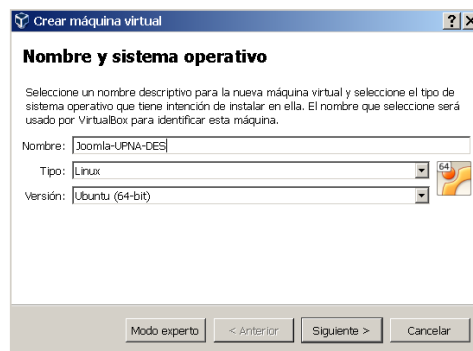 Crear máquina virtual
Nombre y sistema operativo
Seleccione un nombre descriptivo para la nueva máquina virtual y seleccione el tipo de
sistema operativo que tiene intención de instalar en ella. El nombre que seleccione será
usado por VirtualBox para identificar esta máquina.
Nombre: Joomla-UPNA-DES
Tipo: Linux
64
Versión: Ubuntu (64-bit)
Modo experto < Anterior Siguiente > Cancelar